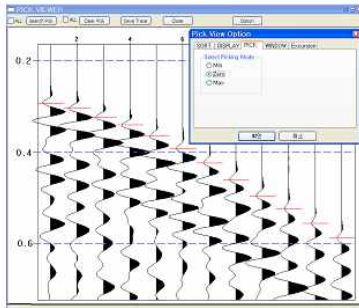 PICK VIEWER
ALL Search Pick ALL Clear Pick Save Trace Close Option
Pick View Option
SORT DISPLAY PICK WINDOW Excursion
Select Picking Mode
Min
Zero
Max
확인 취소
2 4 6
0.2
0.4
0.6